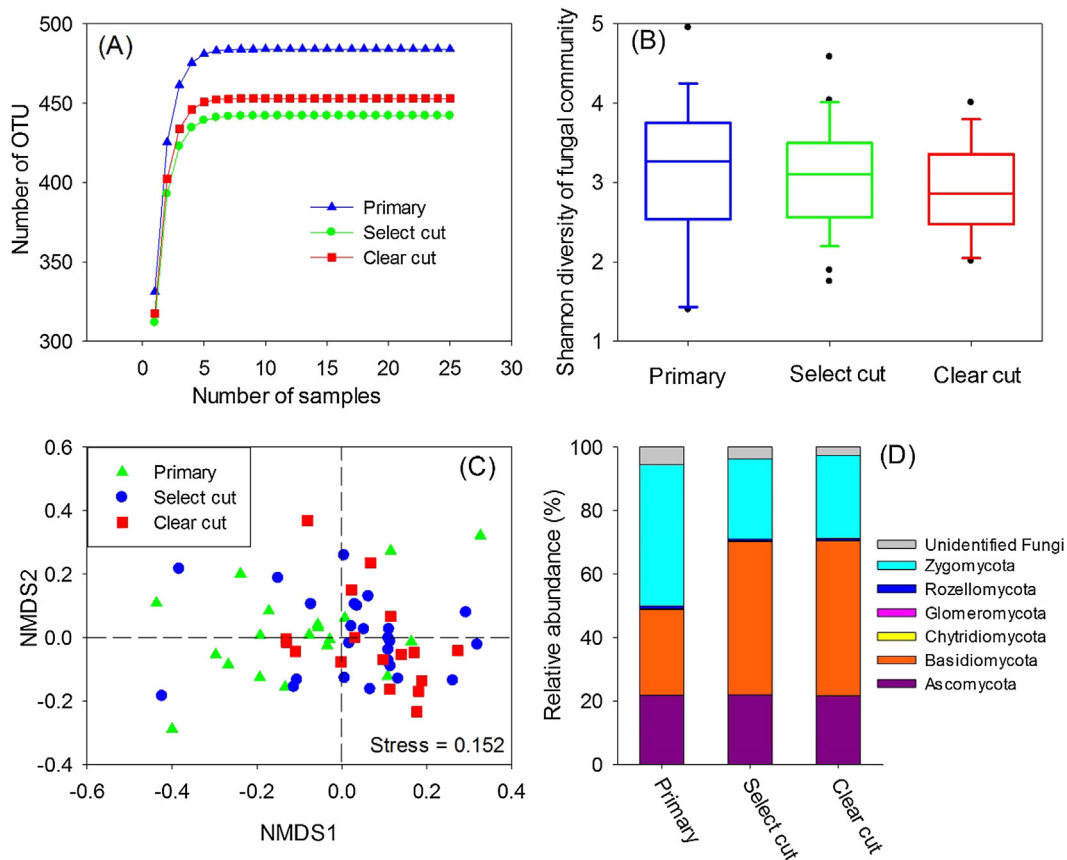 (A)
500
450
400
350
300
Number of OTU
Primary
Select cut
Clear cut
0 5 10 15 20 25 30
Number of samples
(B)
5
4
3
2
1
Shannon diversity of fungal community
Primary Select cut Clear cut
(C)
0.6
0.4
0.2
0.0
-0.2
-0.4
NMDS2
Primary
Select cut
Clear cut
Stress = 0.152
-0.6 -0.4 -0.2 0.0 0.2 0.4
NMDS1
(D)
100
80
60
40
20
0
Relative abundance (%)
Unidentified Fungi
Zygomycota
Rozellomycota
Glomeromycota
Chytridiomycota
Basidiomycota
Ascomycota
Primary
Select cut
Clear cut